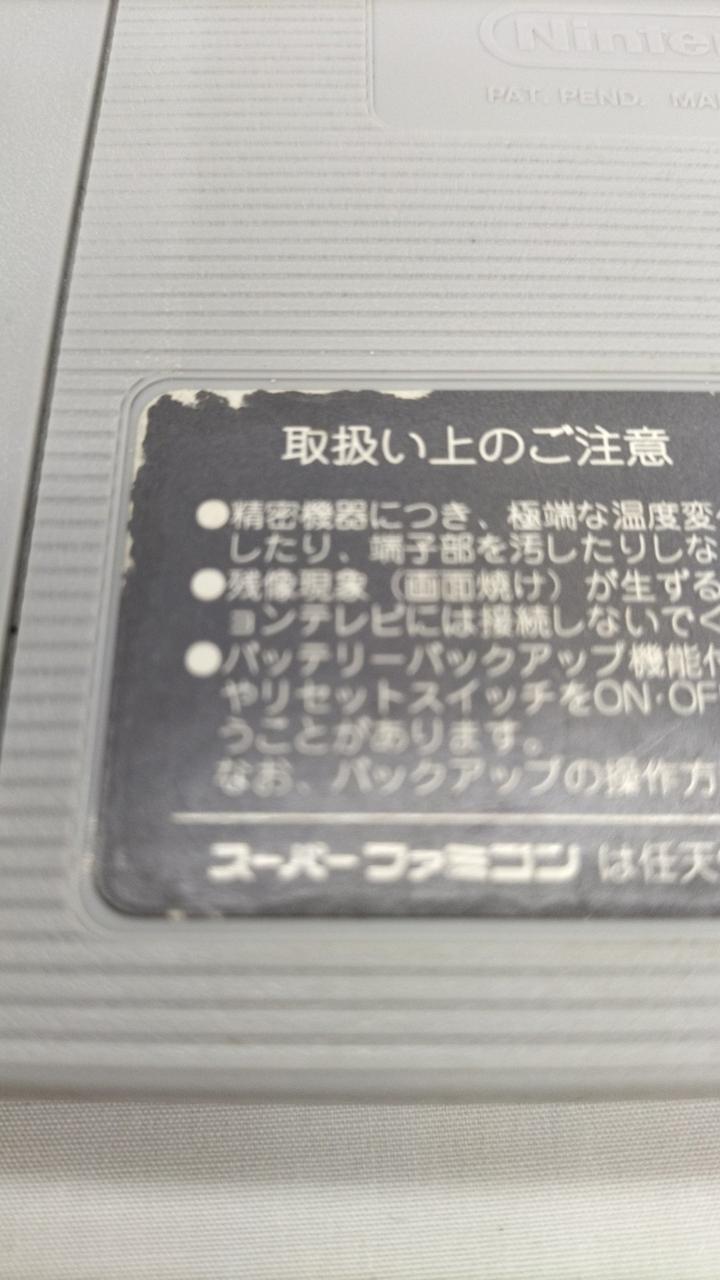 Ninte
PAT. PEND. MA
取扱い上のご注意
●精密機器につき、極端な温度変
したり、端子部を汚したりしな
●残像現象（画面焼け）が生ずる
ョンテレビには接続しないで
●バッテリーバックアップ機能付
やリセットスイッチをON·OF
うことがあります。
なお、バックアップの操作方
スーパーファミコン は任天